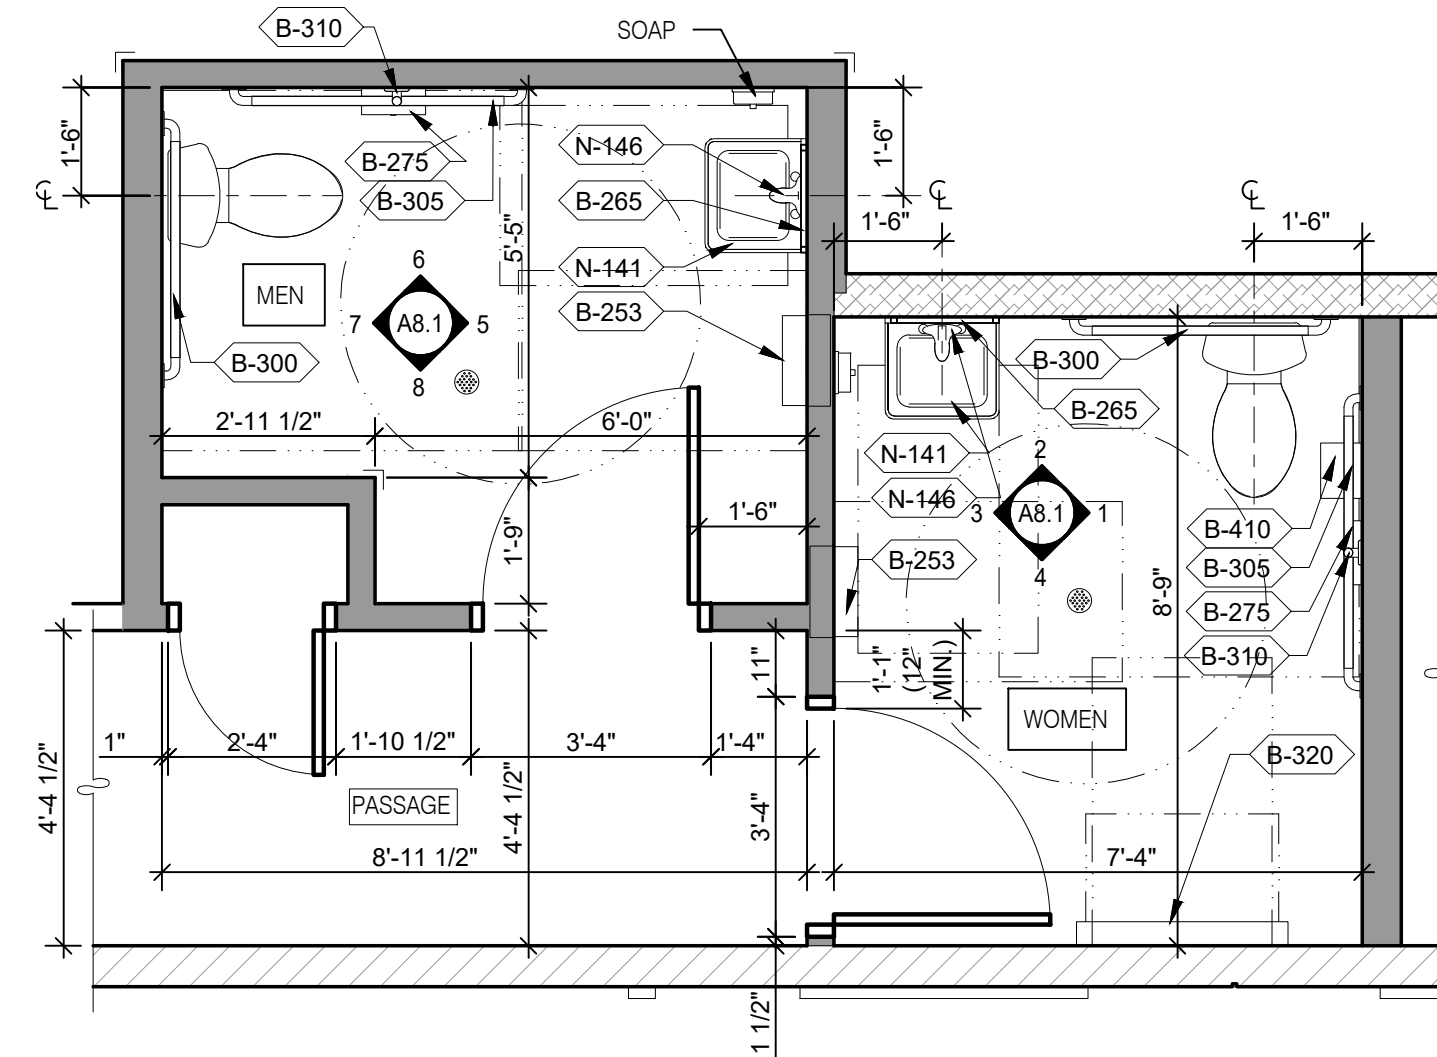 B-310
SOAP
1'-6"
1'-6"
N-146
B-275
B-305
B-265
℄
℄
℄
1'-6"
1'-6"
5'-5"
6
N-141
MEN
B-253
7
A8.1
5
B-300
8
B-300
B-265
2'-11 1/2"
6'-0"
N-141
2
N-146
1'-6"
3
A8.1
1
B-410
1'-9"
B-253
4
B-305
8'-9"
B-275
B-310
11"
1'-1"
(12"
MIN.)
WOMEN
1"
2'-4"
1'-10 1/2"
3'-4"
1'-4"
B-320
4'-4 1/2"
PASSAGE
4'-4 1/2"
3'-4"
8'-11 1/2"
7'-4"
1 1/2"